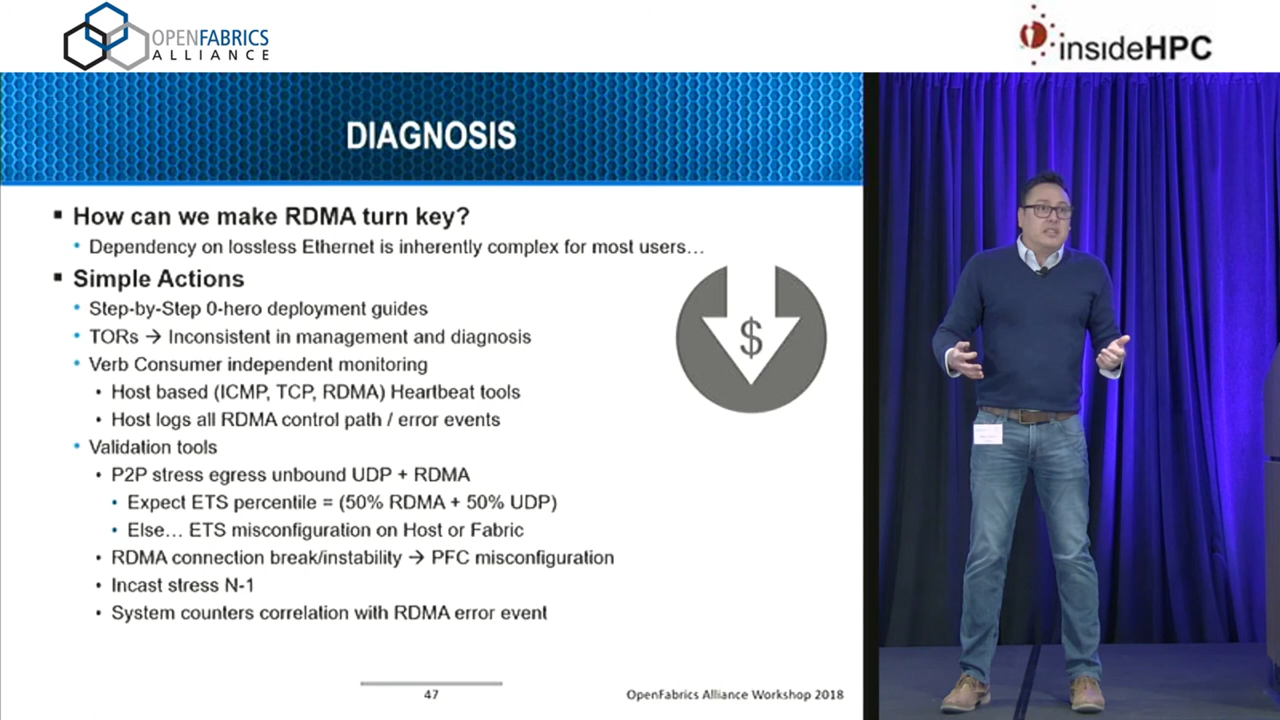 OPENFABRICS
ALLIANCE
insideHPC
DIAGNOSIS
▪ How can we make RDMA turn key?
• Dependency on lossless Ethernet is inherently complex for most users…
▪ Simple Actions
• Step-by-Step 0-hero deployment guides
• TORs → Inconsistent in management and diagnosis
• Verb Consumer independent monitoring
• Host based (ICMP, TCP, RDMA) Heartbeat tools
• Host logs all RDMA control path / error events
• Validation tools
• P2P stress egress unbound UDP + RDMA
• Expect ETS percentile = (50% RDMA + 50% UDP)
• Else… ETS misconfiguration on Host or Fabric
• RDMA connection break/instability → PFC misconfiguration
• Incast stress N-1
• System counters correlation with RDMA error event
$
47
OpenFabrics Alliance Workshop 2018